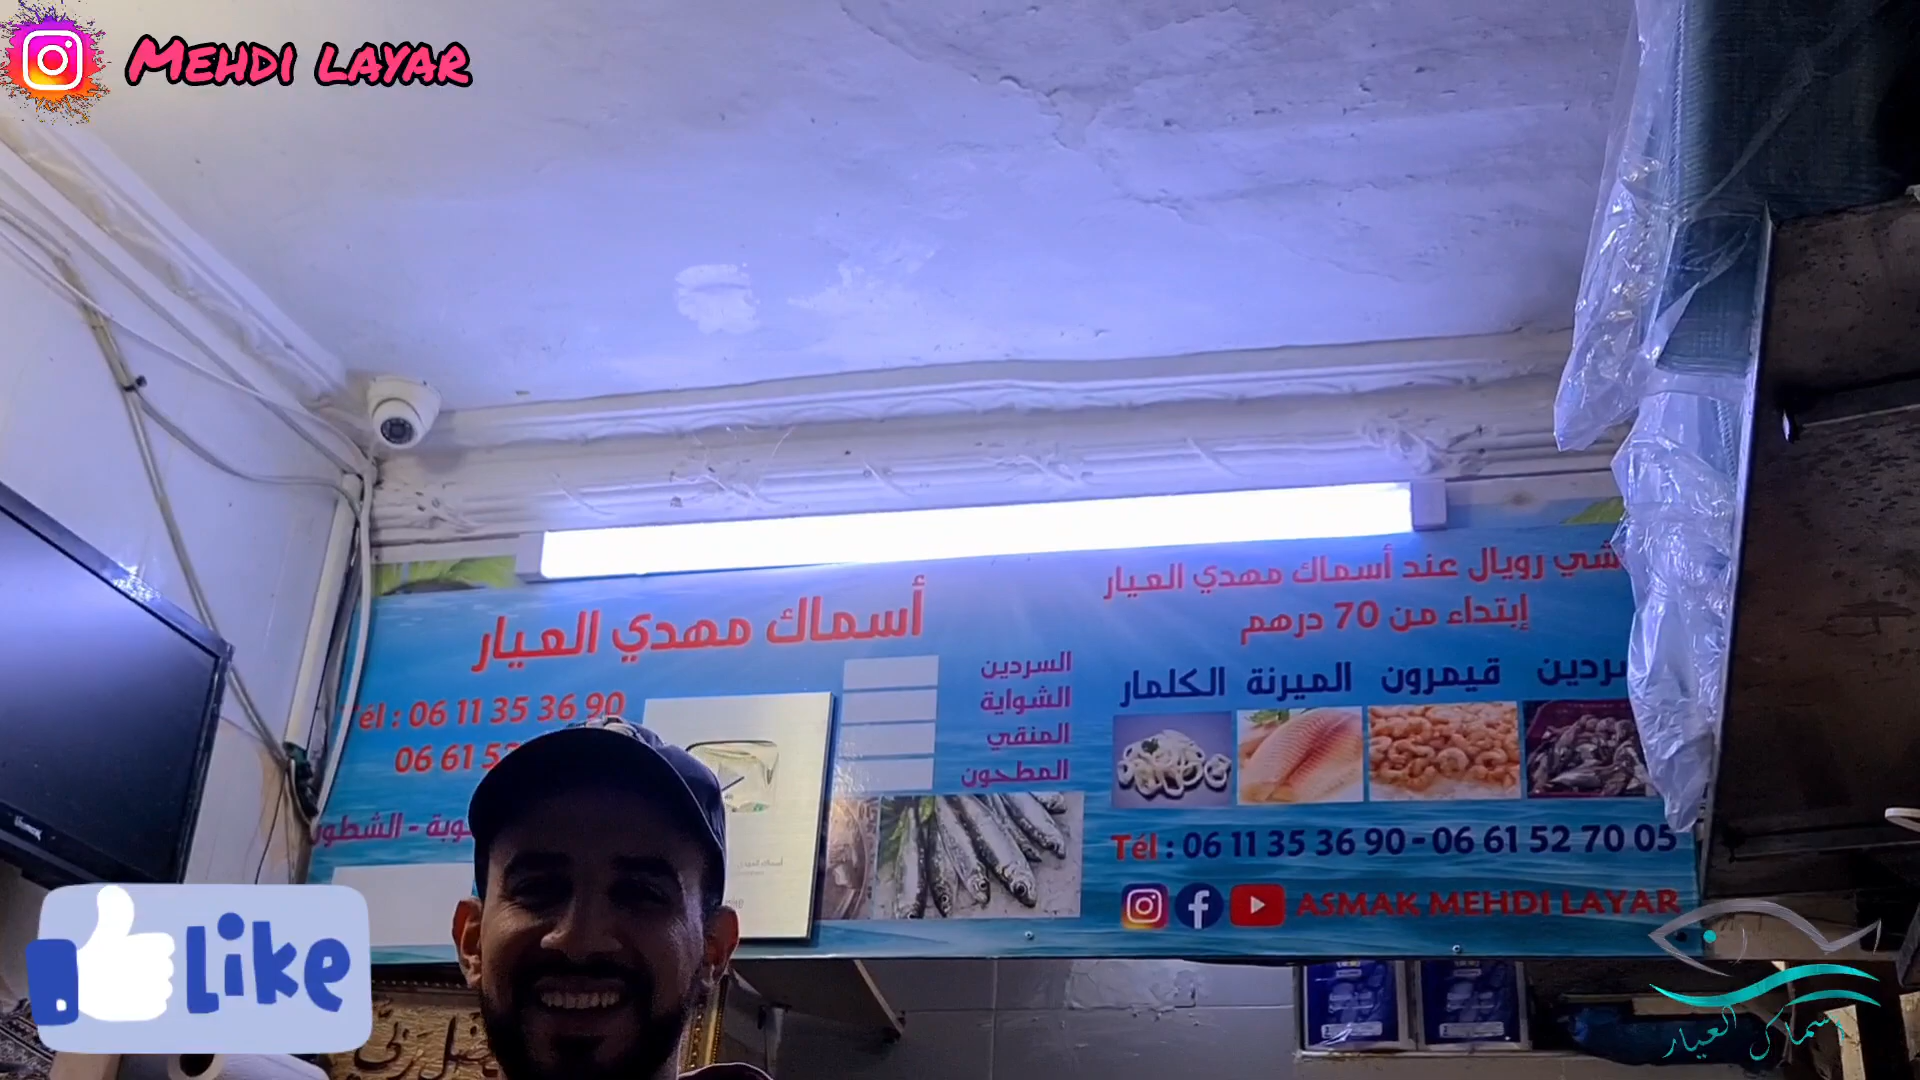 MEHDI LAYAR
أسماك مهدي العيار
Tél : 06 11 35 36 90
06 61 52
الشطون
السردين
الشواية
المنقي
المطحون
رويال عند أسماك مهدي العيار
إبتداء من 70 درهم
قيمرون الميرنة الكلمار
Tél : 06 11 35 36 90 - 06 61 52 70 05
ASMAK MEHDI LAYAR
Like
أسماك العيار